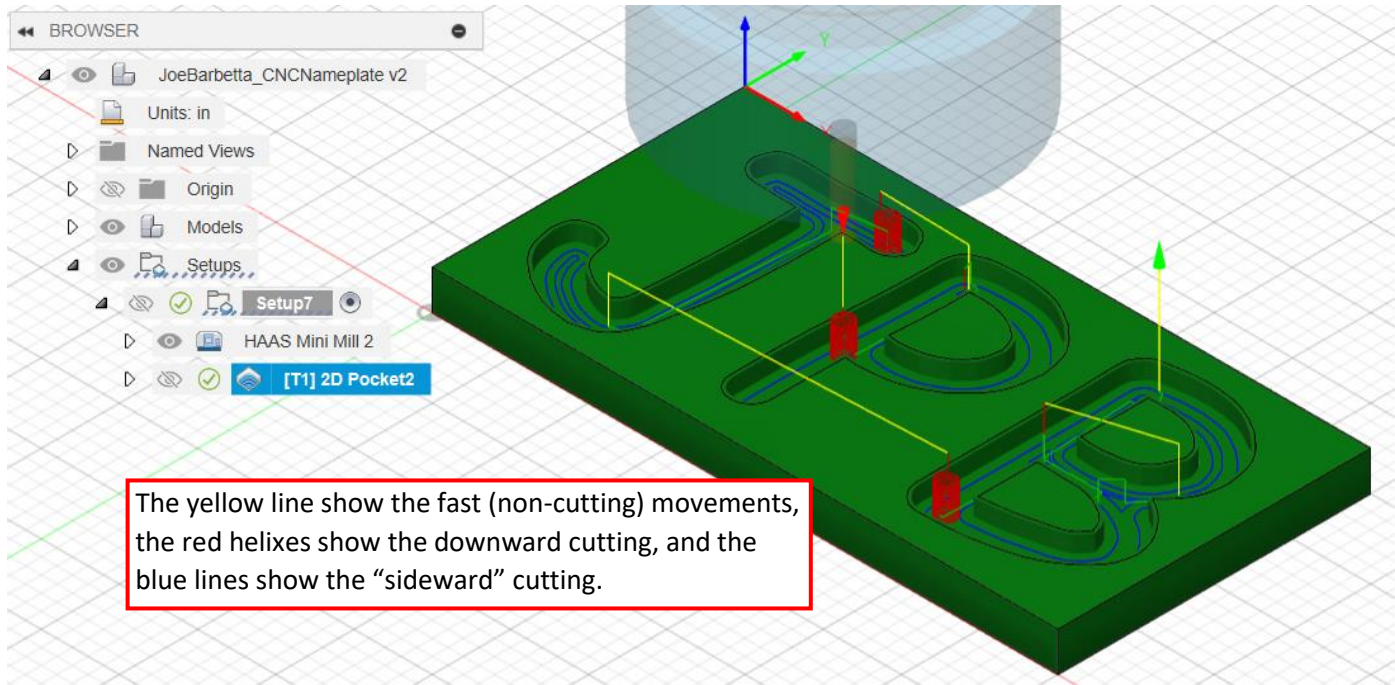 BROWSER
JoeBarbetta_CNCNameplate v2
Units: in
Named Views
Origin
Models
Setups
Setup7
HAAS Mini Mill 2
[T1] 2D Pocket2
Y
X
The yellow line show the fast (non-cutting) movements,
the red helixes show the downward cutting, and the
blue lines show the “sideward” cutting.